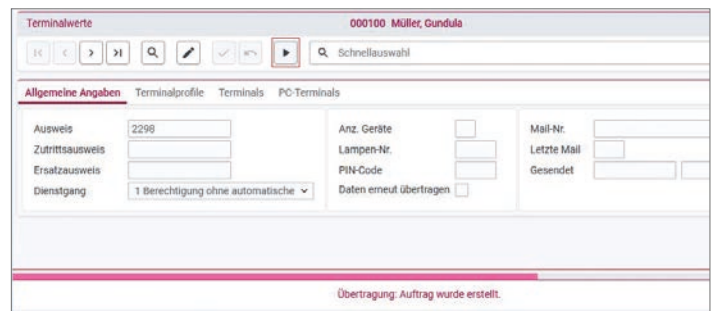 Terminalwerte 000100 Müller, Gundula
Schnellauswahl
Allgemeine Angaben Terminalprofile Terminals PC-Terminals
Ausweis 2298 Anz. Geräte Mail-Nr.
Zutrittsausweis Lampen-Nr. Letzte Mail
Ersatzausweis PIN-Code Gesendet
Dienstgang 1 Berechtigung ohne automatische Daten erneut übertragen
Übertragung: Auftrag wurde erstellt.